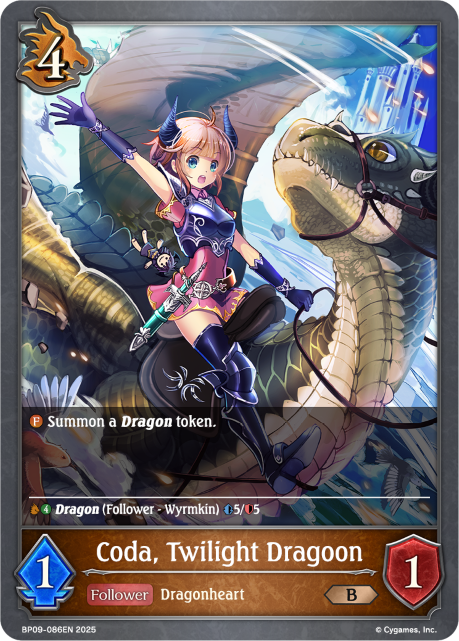 4
F Summon a Dragon token.
4 Dragon (Follower - Wyrmkin) 5/5
Coda, Twilight Dragoon
1
Follower Dragonheart
B
1
BP09-086EN 2025
© Cygames, Inc.